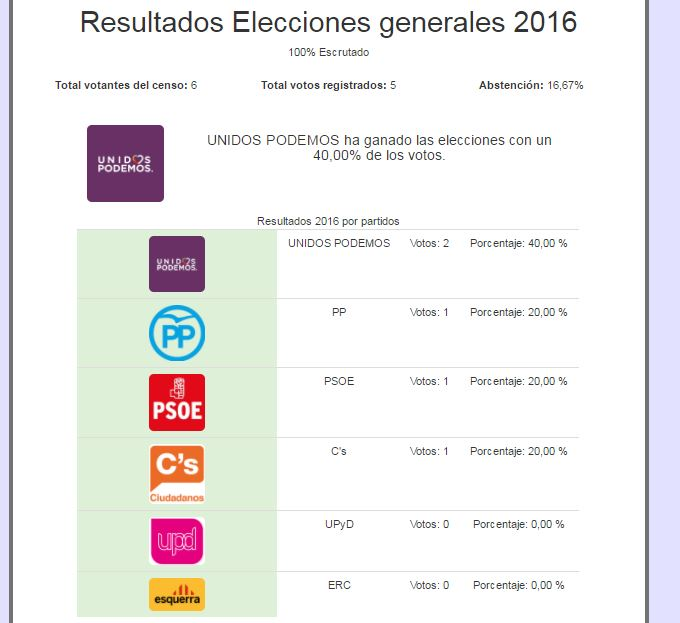 Resultados Elecciones generales 2016
100% Escrutado
Total votantes del censo: 6 Total votos registrados: 5 Abstención: 16,67%
UNIDOS PODEMOS.
UNIDOS PODEMOS ha ganado las elecciones con un
40,00% de los votos.
Resultados 2016 por partidos
UNIDOS PODEMOS. UNIDOS PODEMOS Votos: 2 Porcentaje: 40,00 %
PP PP Votos: 1 Porcentaje: 20,00 %
PSOE PSOE Votos: 1 Porcentaje: 20,00 %
C's Ciudadanos C's Votos: 1 Porcentaje: 20,00 %
upd UPyD Votos: 0 Porcentaje: 0,00 %
esquerra ERC Votos: 0 Porcentaje: 0,00 %